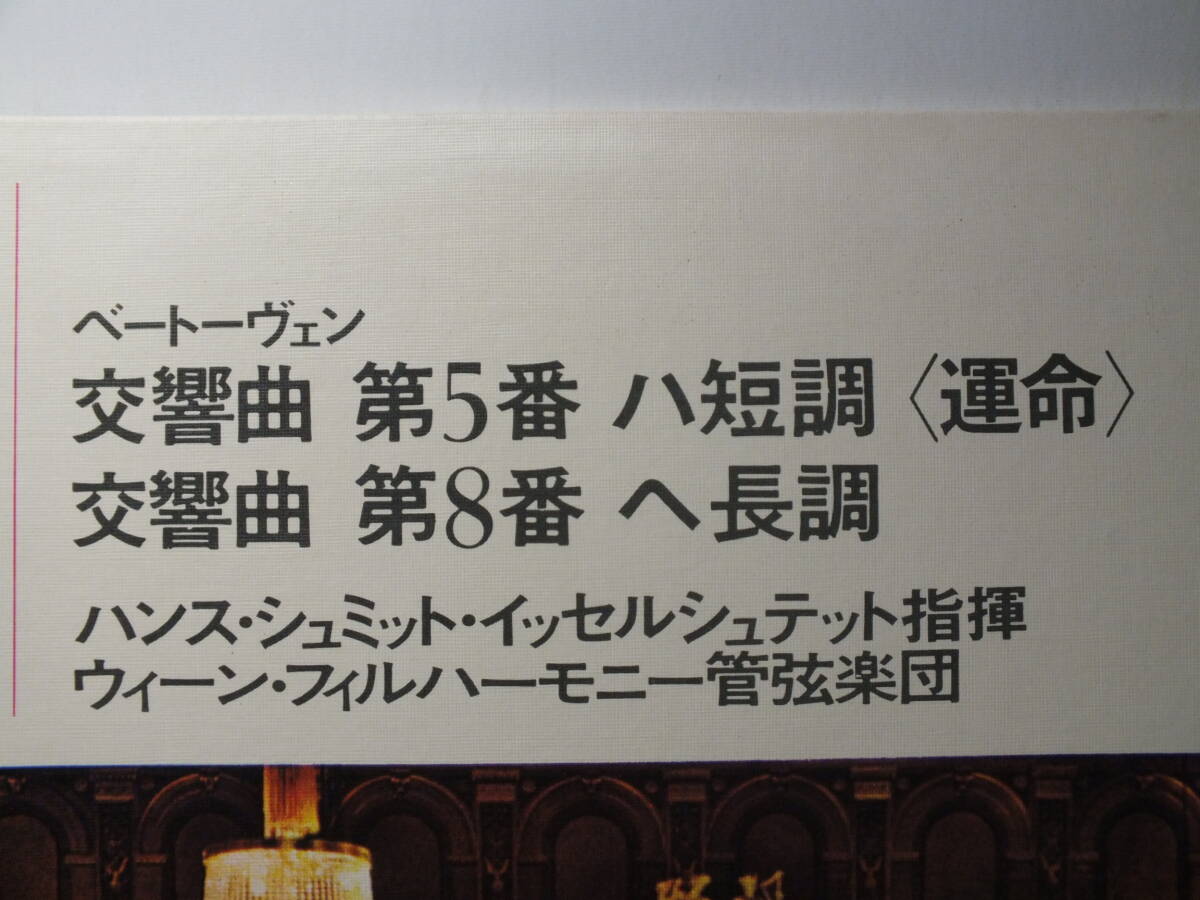 ベートーヴェン
交響曲 第5番 ハ短調〈運命〉
交響曲 第8番 ヘ長調
ハンス・シュミット・イッセルシュテット指揮
ウィーン・フィルハーモニー管弦楽団